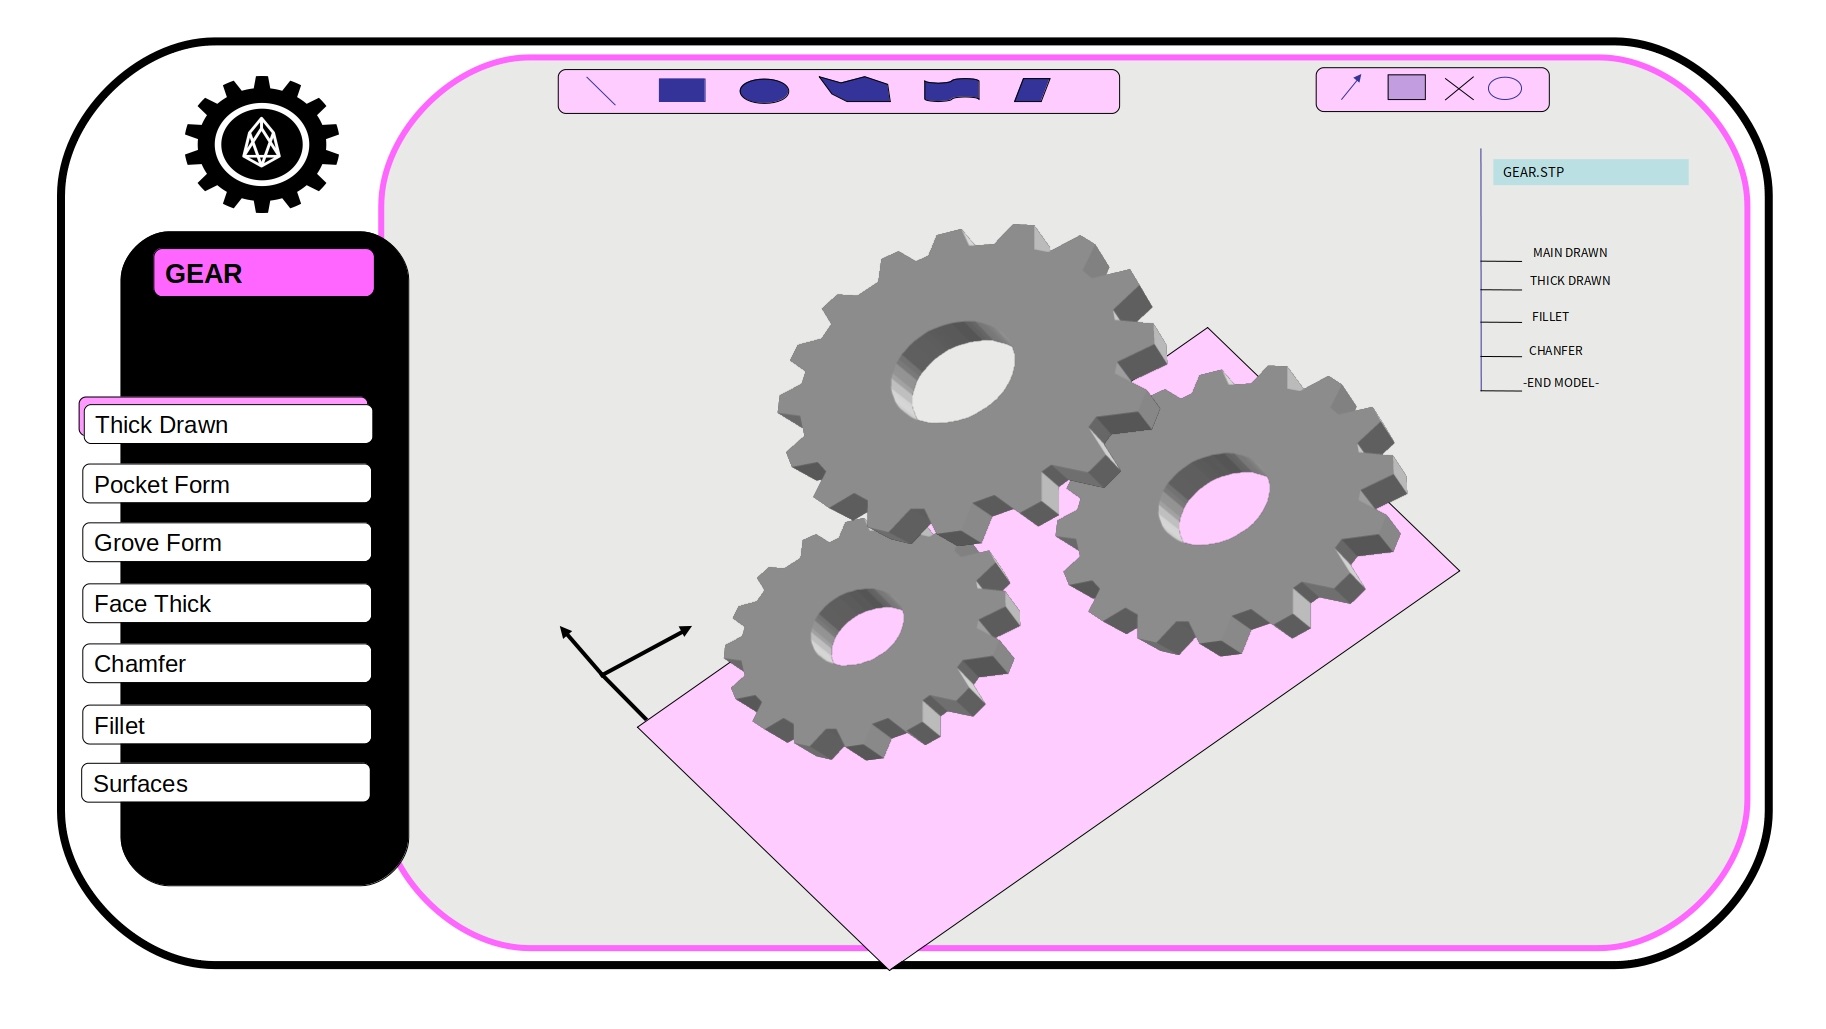 GEAR
Thick Drawn
Pocket Form
Grove Form
Face Thick
Chamfer
Fillet
Surfaces
GEAR.STP
MAIN DRAWN
THICK DRAWN
FILLET
CHANFER
-END MODEL-